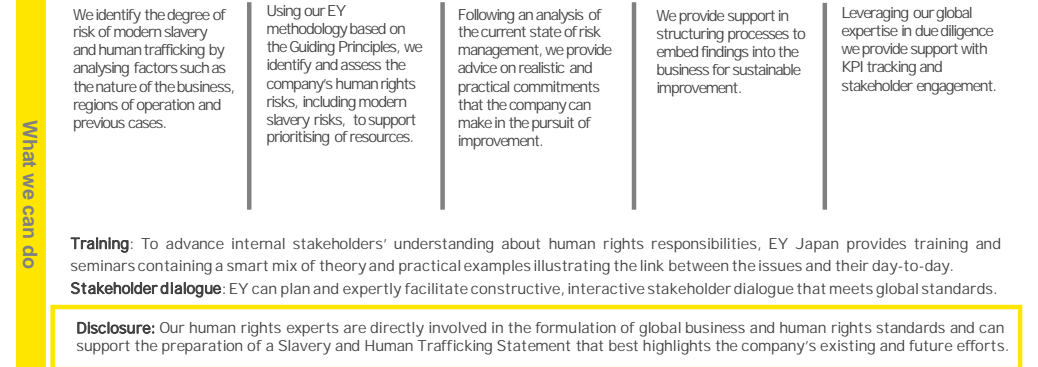 What we can do
We identify the degree of
risk of modern slavery
and human trafficking by
analysing factors such as
the nature of the business,
regions of operation and
previous cases.
Using our EY
methodology based on
the Guiding Principles, we
identify and assess the
company's human rights
risks, including modern
slavery risks, to support
prioritising of resources.
Following an analysis of
the current state of risk
management, we provide
advice on realistic and
practical commitments
that the company can
make in the pursuit of
improvement.
We provide support in
structuring processes to
embed findings into the
business for sustainable
improvement.
Leveraging our global
expertise in due diligence
we provide support with
KPI tracking and
stakeholder engagement.
Training: To advance internal stakeholders' understanding about human rights responsibilities, EY Japan provides training and
seminars containing a smart mix of theory and practical examples illustrating the link between the issues and their day-to-day.
Stakeholder dialogue: EY can plan and expertly facilitate constructive, interactive stakeholder dialogue that meets global standards.
Disclosure: Our human rights experts are directly involved in the formulation of global business and human rights standards and can
support the preparation of a Slavery and Human Trafficking Statement that best highlights the company's existing and future efforts.